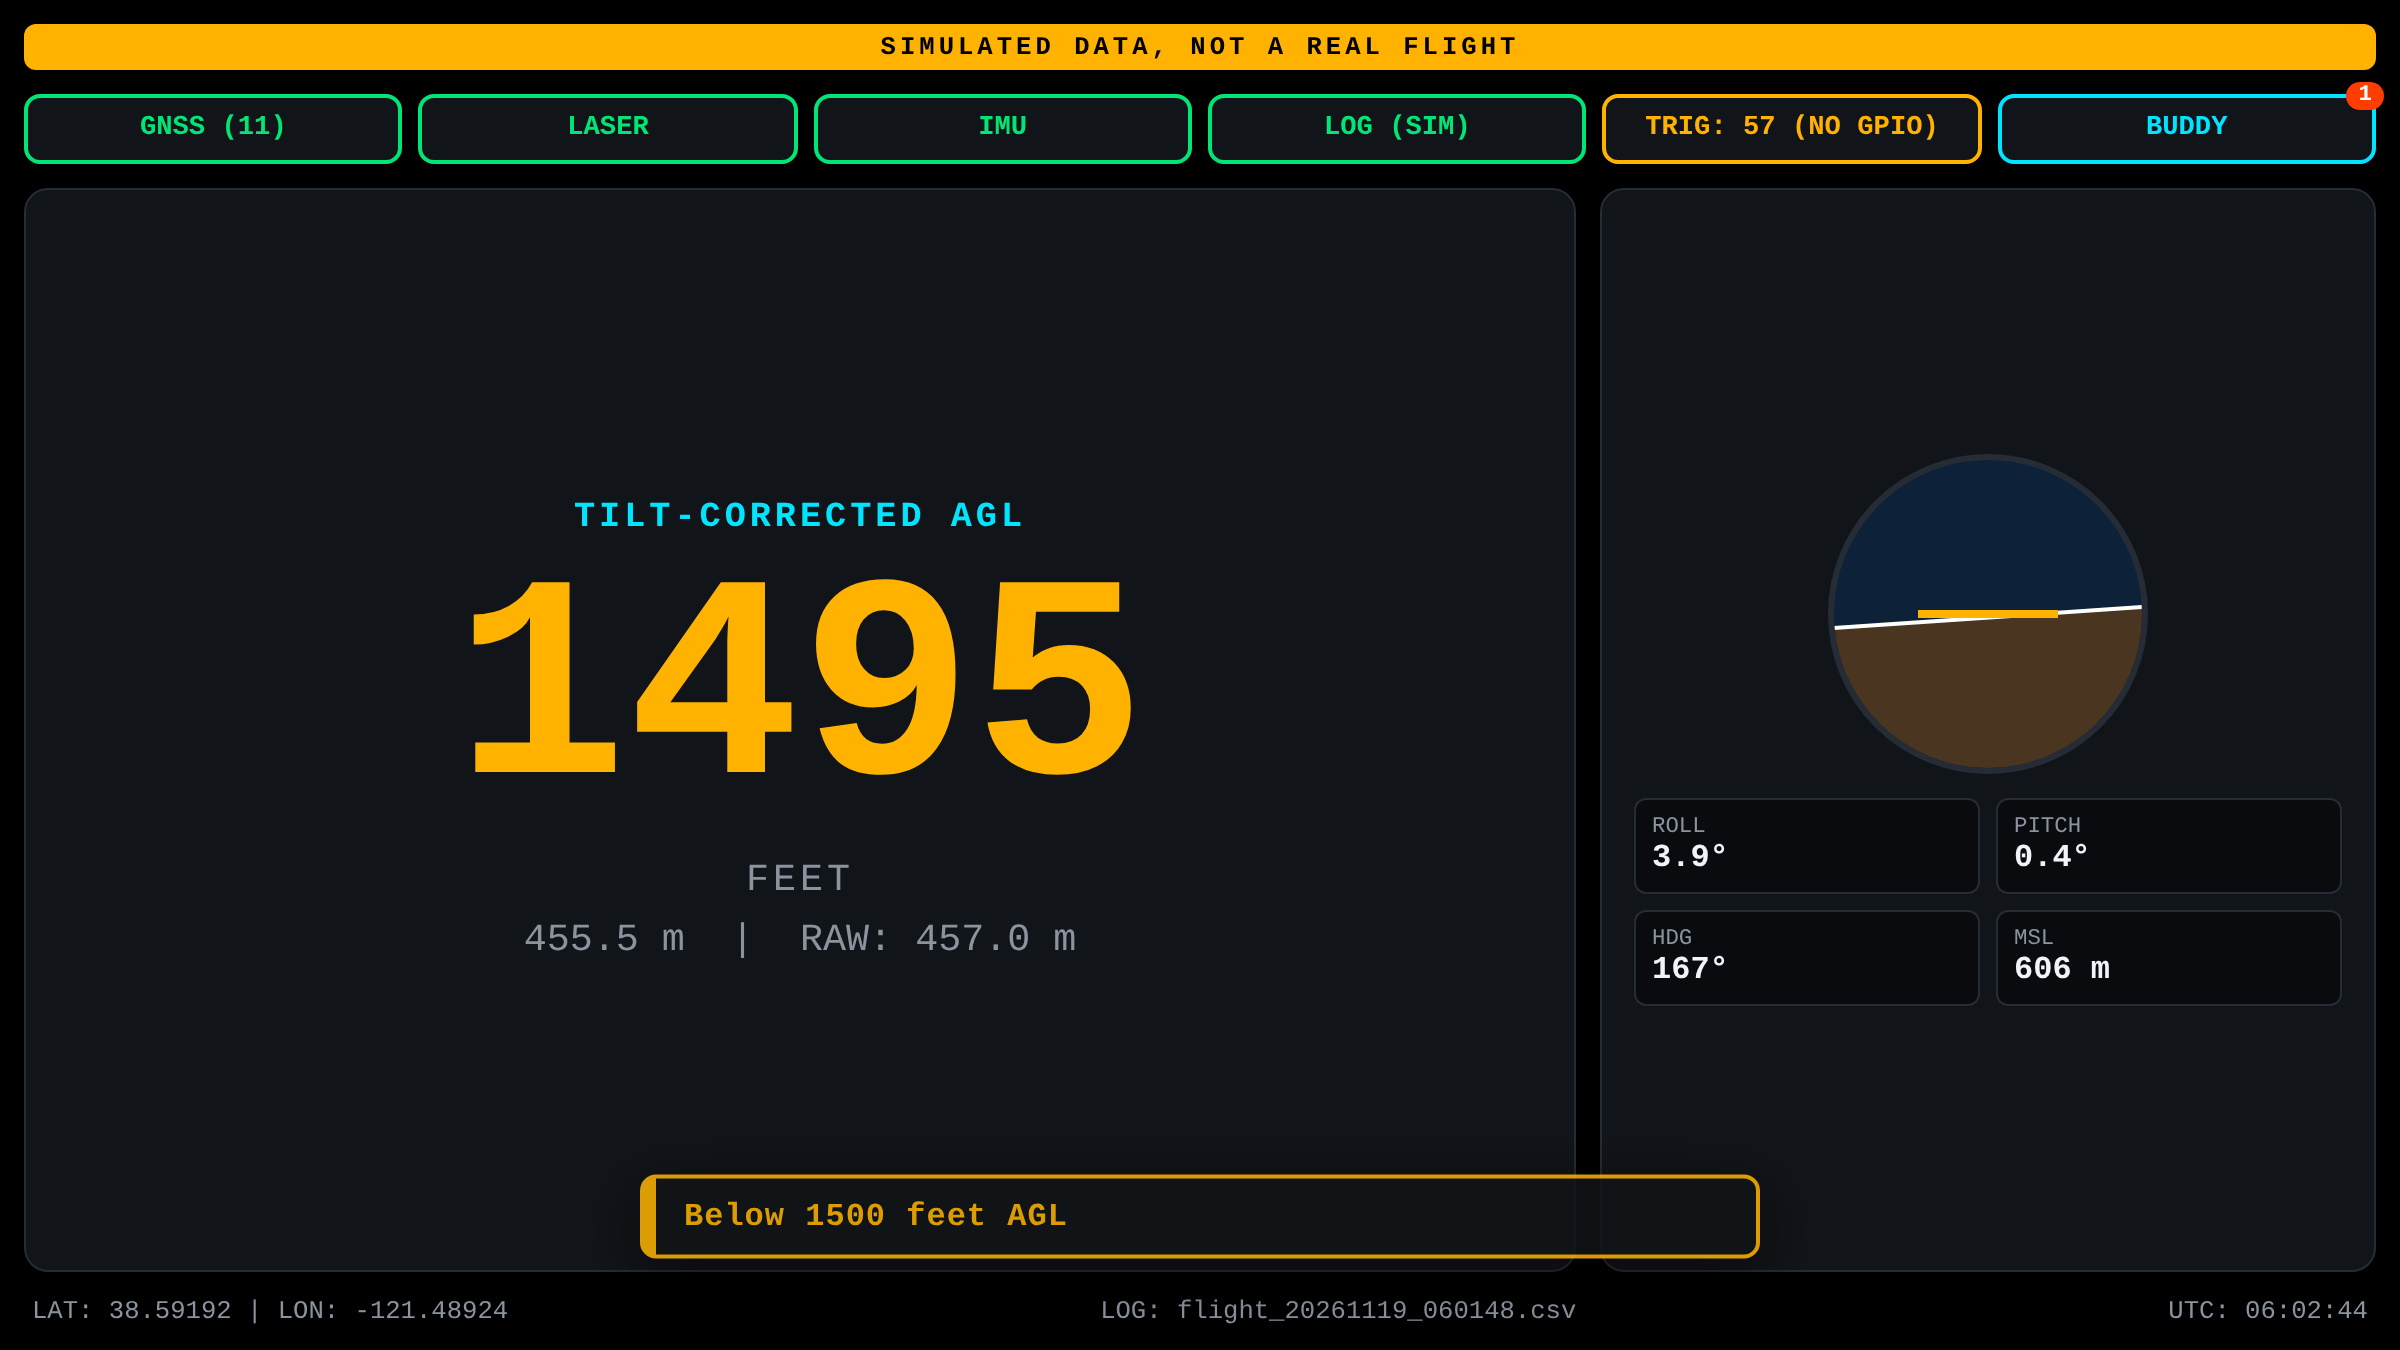 SIMULATED DATA, NOT A REAL FLIGHT
GNSS (11)
LASER
IMU
LOG (SIM)
TRIG: 57 (NO GPIO)
BUDDY
1
TILT-CORRECTED AGL
1495
FEET
455.5 m | RAW: 457.0 m
ROLL
3.9°
PITCH
0.4°
HDG
167°
MSL
606 m
Below 1500 feet AGL
LAT: 38.59192 | LON: -121.48924
LOG: flight_20261119_060148.csv
UTC: 06:02:44